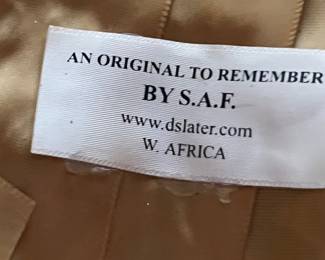 AN ORIGINAL TO REMEMBER
BY S.A.F.
www.dslater.com
W. AFRICA